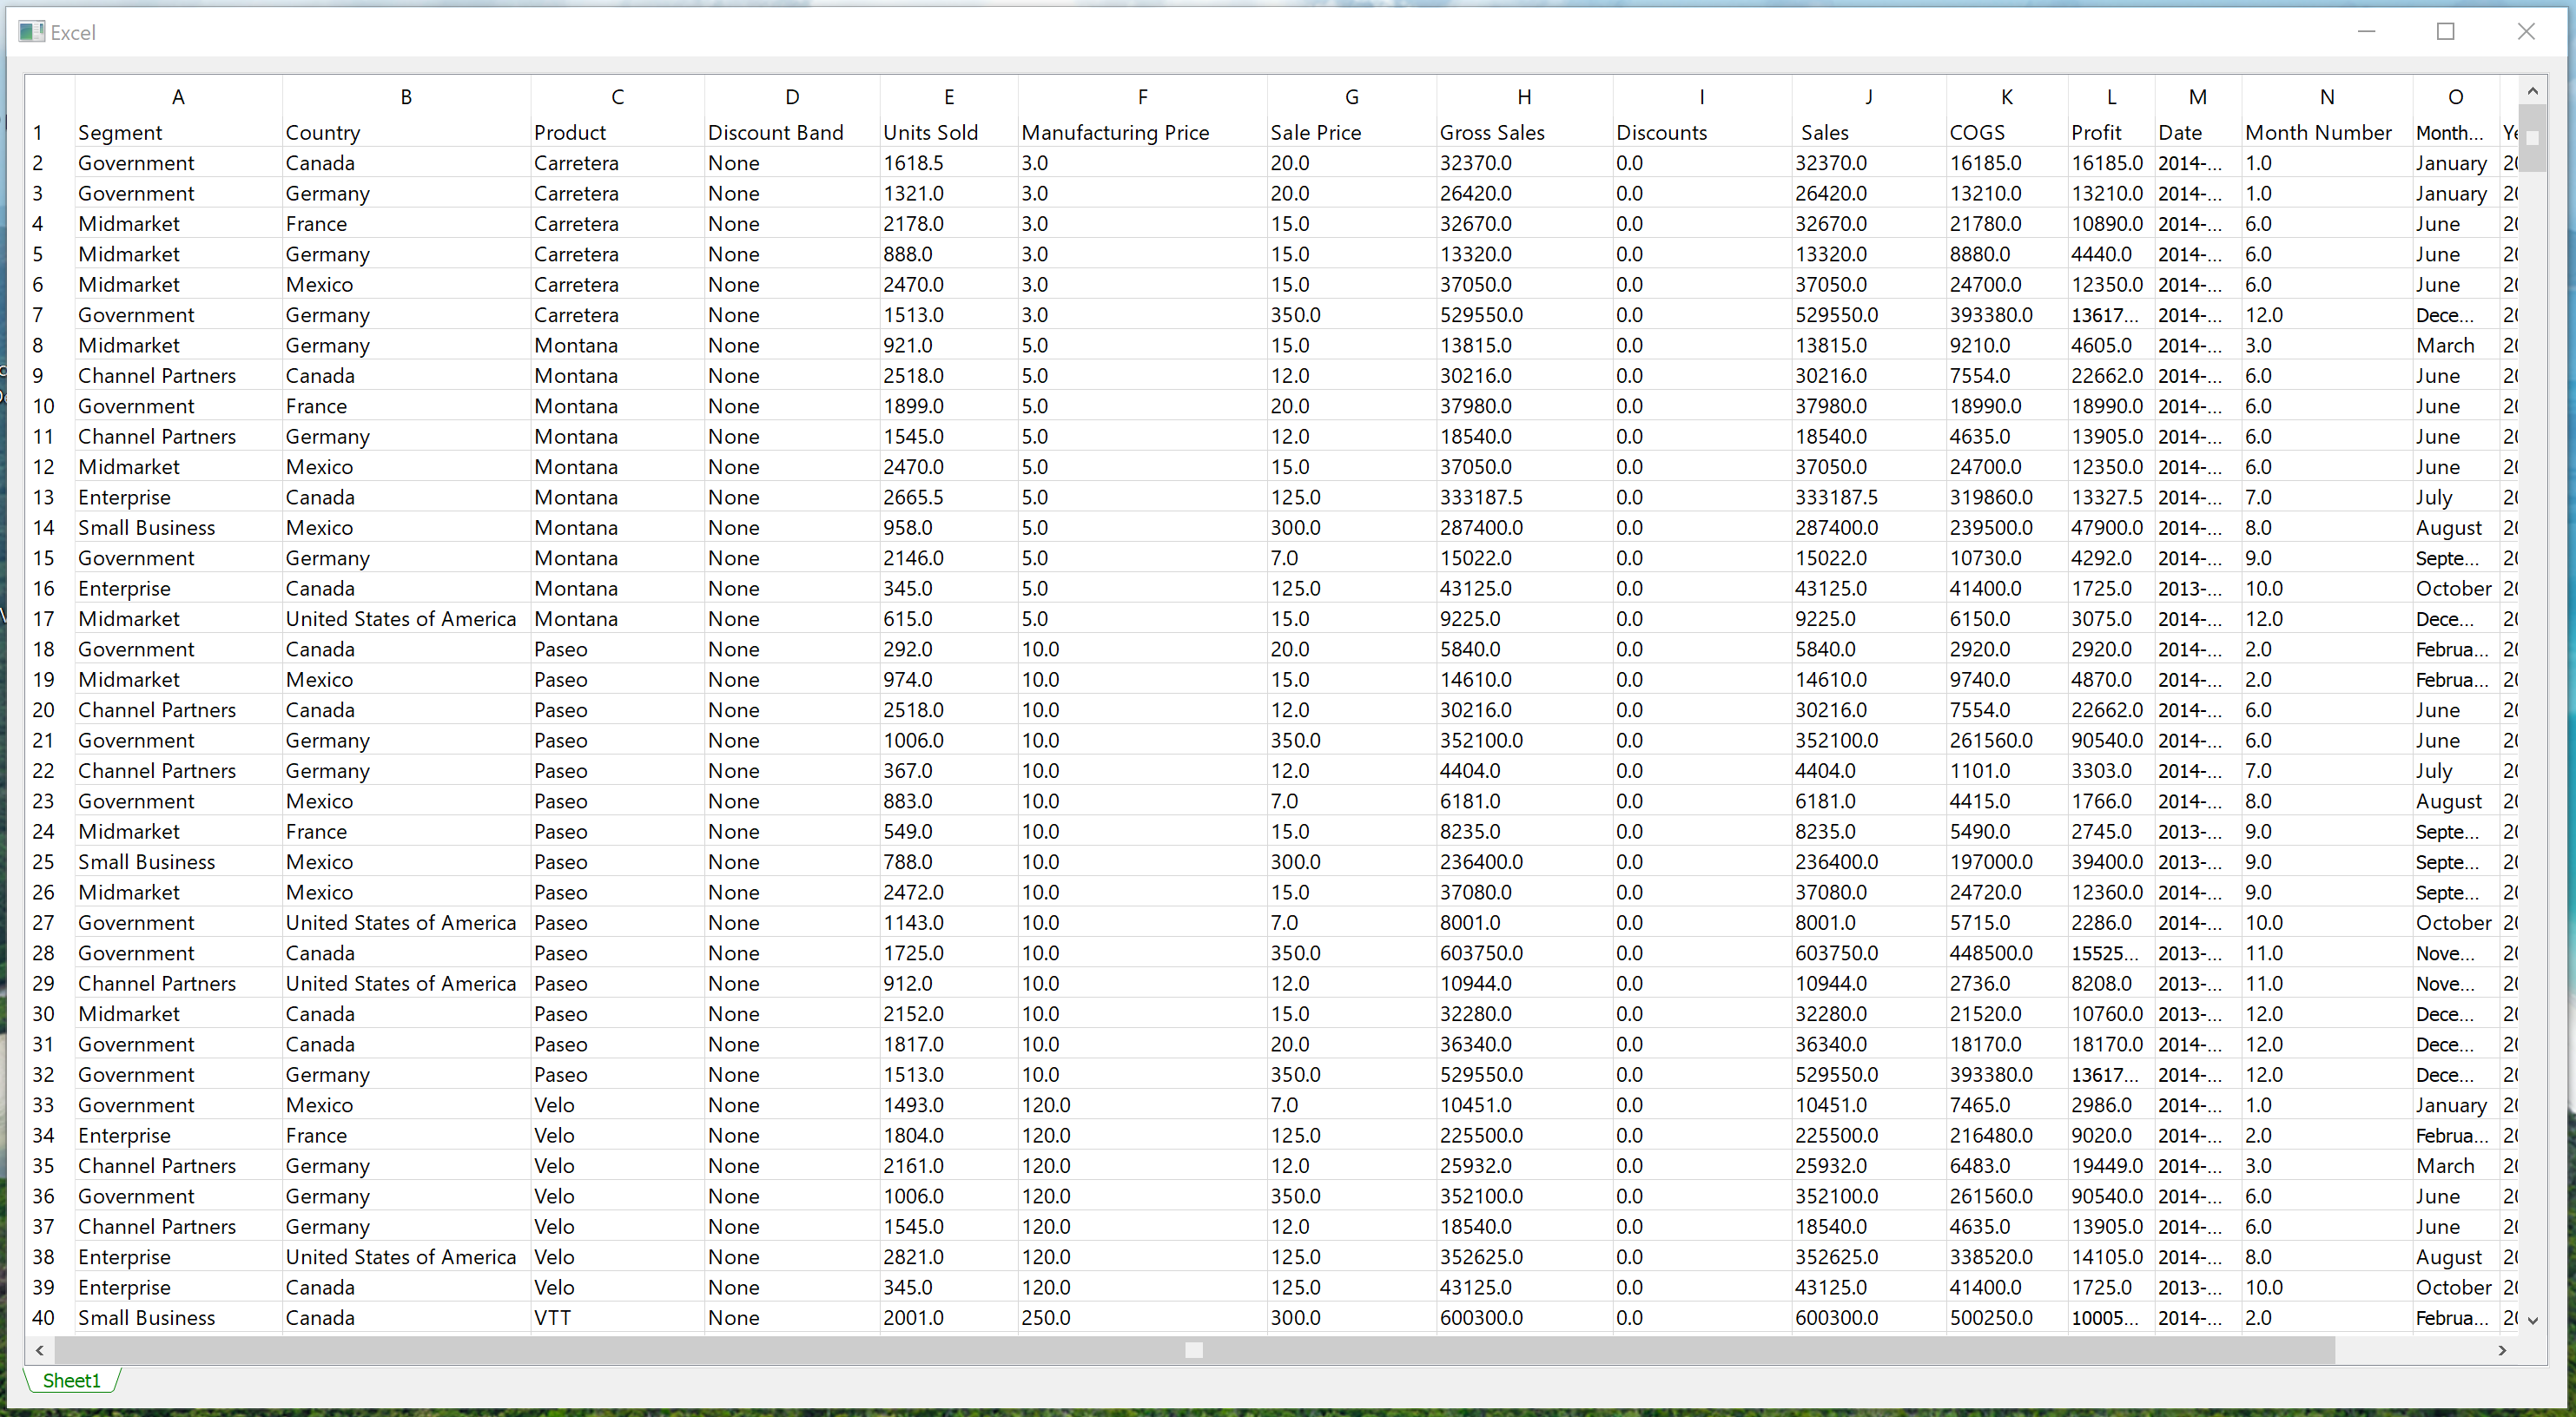 Excel
A B C D E F G H I J K L M N O
1 Segment Country Product Discount Band Units Sold Manufacturing Price Sale Price Gross Sales Discounts Sales COGS Profit Date Month Number Month...
2 Government Canada Carretera None 1618.5 3.0 20.0 32370.0 0.0 32370.0 16185.0 16185.0 2014-... 1.0 January
3 Government Germany Carretera None 1321.0 3.0 20.0 26420.0 0.0 26420.0 13210.0 13210.0 2014-... 1.0 January
4 Midmarket France Carretera None 2178.0 3.0 15.0 32670.0 0.0 32670.0 21780.0 10890.0 2014-... 6.0 June
5 Midmarket Germany Carretera None 888.0 3.0 15.0 13320.0 0.0 13320.0 8880.0 4440.0 2014-... 6.0 June
6 Midmarket Mexico Carretera None 2470.0 3.0 15.0 37050.0 0.0 37050.0 24700.0 12350.0 2014-... 6.0 June
7 Government Germany Carretera None 1513.0 3.0 350.0 529550.0 0.0 529550.0 393380.0 13617... 2014-... 12.0 Dece...
8 Midmarket Germany Montana None 921.0 5.0 15.0 13815.0 0.0 13815.0 9210.0 4605.0 2014-... 3.0 March
9 Channel Partners Canada Montana None 2518.0 5.0 12.0 30216.0 0.0 30216.0 7554.0 22662.0 2014-... 6.0 June
10 Government France Montana None 1899.0 5.0 20.0 37980.0 0.0 37980.0 18990.0 18990.0 2014-... 6.0 June
11 Channel Partners Germany Montana None 1545.0 5.0 12.0 18540.0 0.0 18540.0 4635.0 13905.0 2014-... 6.0 June
12 Midmarket Mexico Montana None 2470.0 5.0 15.0 37050.0 0.0 37050.0 24700.0 12350.0 2014-... 6.0 June
13 Enterprise Canada Montana None 2665.5 5.0 125.0 333187.5 0.0 333187.5 319860.0 13327.5 2014-... 7.0 July
14 Small Business Mexico Montana None 958.0 5.0 300.0 287400.0 0.0 287400.0 239500.0 47900.0 2014-... 8.0 August
15 Government Germany Montana None 2146.0 5.0 7.0 15022.0 0.0 15022.0 10730.0 4292.0 2014-... 9.0 Septe...
16 Enterprise Canada Montana None 345.0 5.0 125.0 43125.0 0.0 43125.0 41400.0 1725.0 2013-... 10.0 October
17 Midmarket United States of America Montana None 615.0 5.0 15.0 9225.0 0.0 9225.0 6150.0 3075.0 2014-... 12.0 Dece...
18 Government Canada Paseo None 292.0 10.0 20.0 5840.0 0.0 5840.0 2920.0 2920.0 2014-... 2.0 Februa...
19 Midmarket Mexico Paseo None 974.0 10.0 15.0 14610.0 0.0 14610.0 9740.0 4870.0 2014-... 2.0 Februa...
20 Channel Partners Canada Paseo None 2518.0 10.0 12.0 30216.0 0.0 30216.0 7554.0 22662.0 2014-... 6.0 June
21 Government Germany Paseo None 1006.0 10.0 350.0 352100.0 0.0 352100.0 261560.0 90540.0 2014-... 6.0 June
22 Channel Partners Germany Paseo None 367.0 10.0 12.0 4404.0 0.0 4404.0 1101.0 3303.0 2014-... 7.0 July
23 Government Mexico Paseo None 883.0 10.0 7.0 6181.0 0.0 6181.0 4415.0 1766.0 2014-... 8.0 August
24 Midmarket France Paseo None 549.0 10.0 15.0 8235.0 0.0 8235.0 5490.0 2745.0 2013-... 9.0 Septe...
25 Small Business Mexico Paseo None 788.0 10.0 300.0 236400.0 0.0 236400.0 197000.0 39400.0 2013-... 9.0 Septe...
26 Midmarket Mexico Paseo None 2472.0 10.0 15.0 37080.0 0.0 37080.0 24720.0 12360.0 2014-... 9.0 Septe...
27 Government United States of America Paseo None 1143.0 10.0 7.0 8001.0 0.0 8001.0 5715.0 2286.0 2014-... 10.0 October
28 Government Canada Paseo None 1725.0 10.0 350.0 603750.0 0.0 603750.0 448500.0 15525... 2013-... 11.0 Nove...
29 Channel Partners United States of America Paseo None 912.0 10.0 12.0 10944.0 0.0 10944.0 2736.0 8208.0 2013-... 11.0 Nove...
30 Midmarket Canada Paseo None 2152.0 10.0 15.0 32280.0 0.0 32280.0 21520.0 10760.0 2013-... 12.0 Dece...
31 Government Canada Paseo None 1817.0 10.0 20.0 36340.0 0.0 36340.0 18170.0 18170.0 2014-... 12.0 Dece...
32 Government Germany Paseo None 1513.0 10.0 350.0 529550.0 0.0 529550.0 393380.0 13617... 2014-... 12.0 Dece...
33 Government Mexico Velo None 1493.0 120.0 7.0 10451.0 0.0 10451.0 7465.0 2986.0 2014-... 1.0 January
34 Enterprise France Velo None 1804.0 120.0 125.0 225500.0 0.0 225500.0 216480.0 9020.0 2014-... 2.0 Februa...
35 Channel Partners Germany Velo None 2161.0 120.0 12.0 25932.0 0.0 25932.0 6483.0 19449.0 2014-... 3.0 March
36 Government Germany Velo None 1006.0 120.0 350.0 352100.0 0.0 352100.0 261560.0 90540.0 2014-... 6.0 June
37 Channel Partners Germany Velo None 1545.0 120.0 12.0 18540.0 0.0 18540.0 4635.0 13905.0 2014-... 6.0 June
38 Enterprise United States of America Velo None 2821.0 120.0 125.0 352625.0 0.0 352625.0 338520.0 14105.0 2014-... 8.0 August
39 Enterprise Canada Velo None 345.0 120.0 125.0 43125.0 0.0 43125.0 41400.0 1725.0 2013-... 10.0 October
40 Small Business Canada VTT None 2001.0 250.0 300.0 600300.0 0.0 600300.0 500250.0 10005... 2014-... 2.0 Februa...
Sheet1